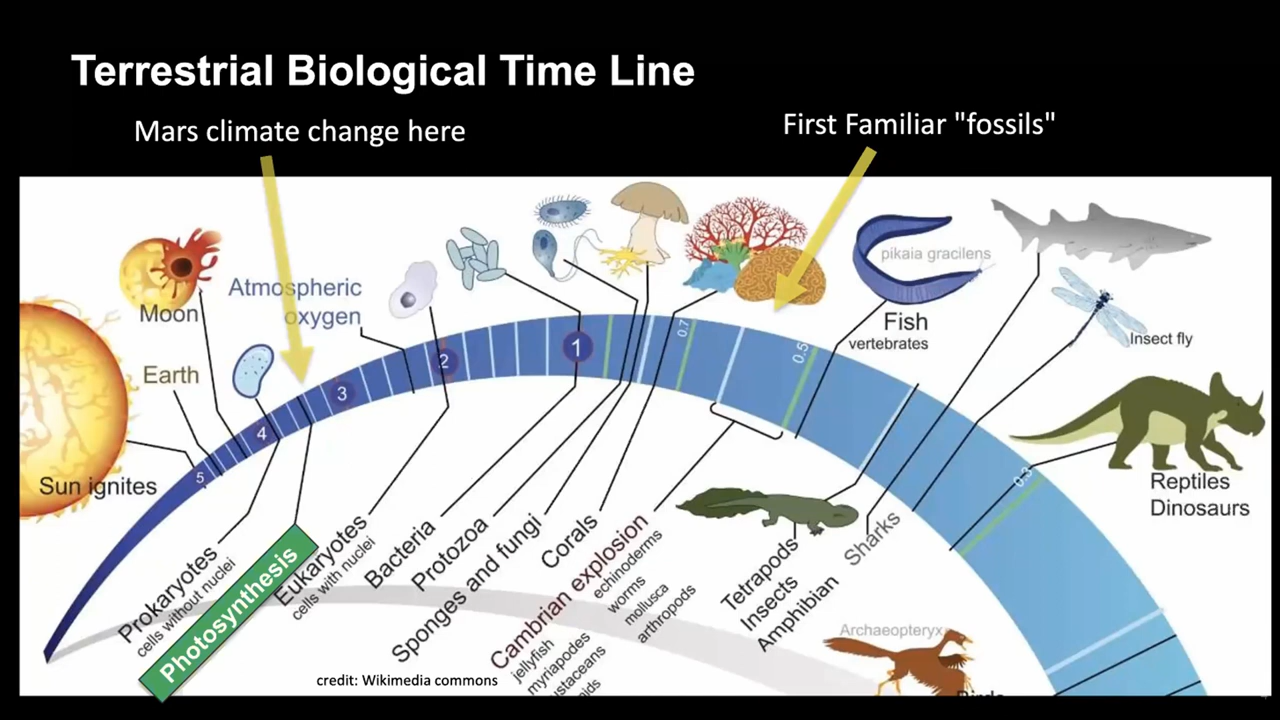 Terrestrial Biological Time Line
Mars climate change here
First Familiar "fossils"
Moon
Atmospheric
oxygen
Earth
Sun ignites
pikaia gracilens
Fish
vertebrates
Insect fly
Reptiles
Dinosaurs
5
4
3
2
1
0.7
0.5
0.3
Prokaryotes
cells without nuclei
Photosynthesis
Eukaryotes
cells with nuclei
Bacteria
Protozoa
Sponges and fungi
Corals
Cambrian explosion
echinoderms
worms
mollusca
arthropods
jellyfish
myriapodes
Tetrapods
Insects
Amphibian
Sharks
Archaeopteryx
Birds
credit: Wikimedia commons